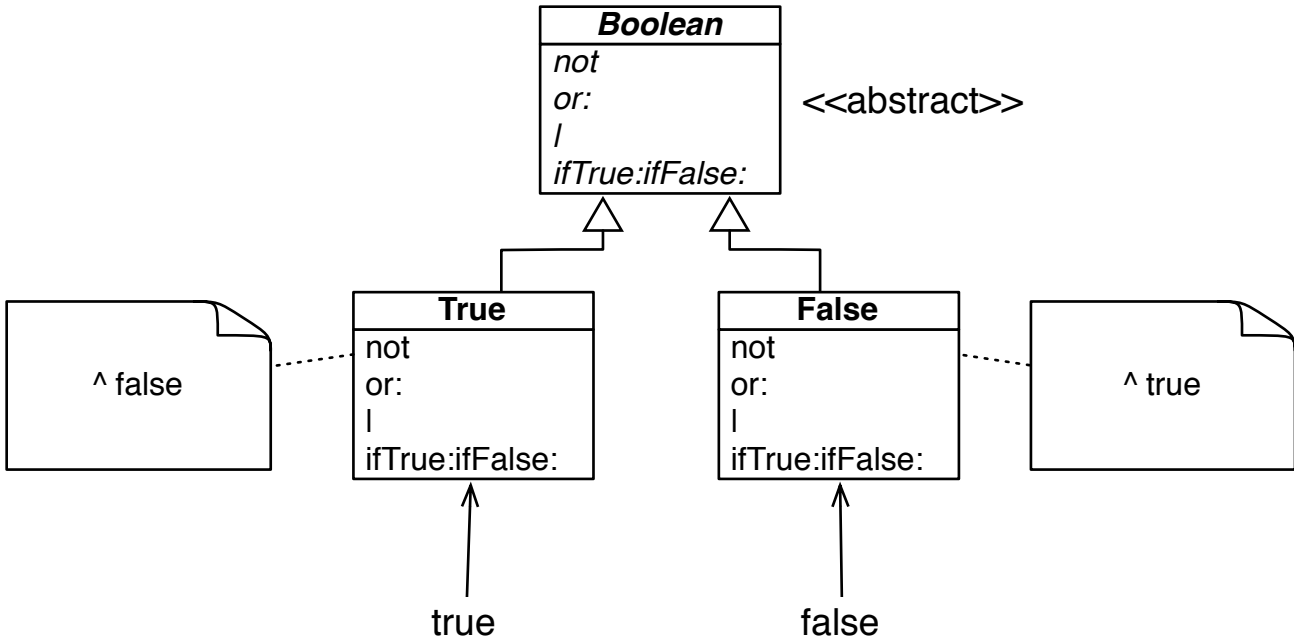 Boolean
not
or:
|
ifTrue:ifFalse:
<<abstract>>
True
not
or:
|
ifTrue:ifFalse:
False
not
or:
|
ifTrue:ifFalse:
^ false
^ true
true
false